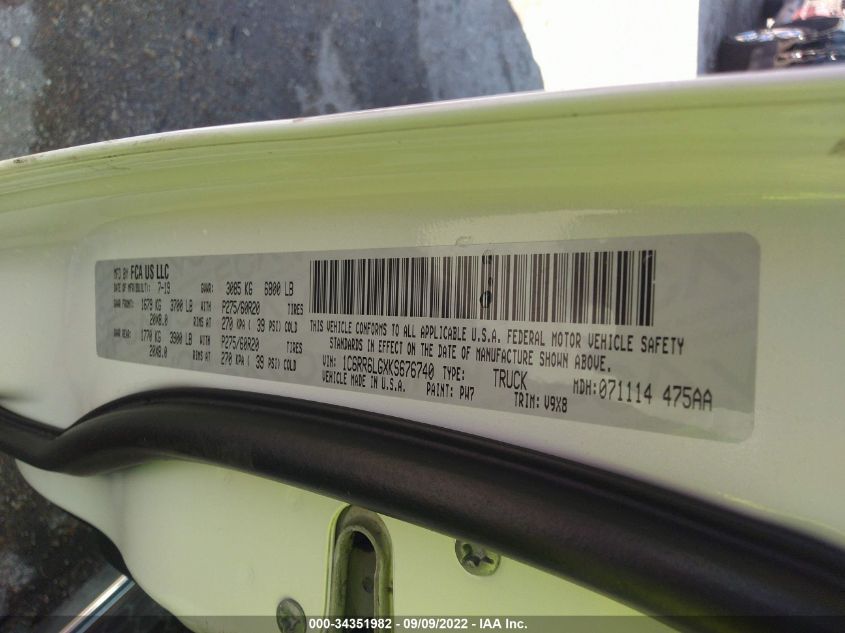 MFD BY FCA US LLC
DATE OF MFR(BUILT): 7-19 GVWR: 3085 KG 6800 LB
GAWR FRONT: 1679 KG 3700 LB WITH P275/60R20 TIRES
20X8.0 RIMS AT 270 KPA ( 39 PSI) COLD
GAWR REAR: 1770 KG 3900 LB WITH P275/60R20 TIRES
20X8.0 RIMS AT 270 KPA ( 39 PSI) COLD
THIS VEHICLE CONFORMS TO ALL APPLICABLE U.S.A. FEDERAL MOTOR VEHICLE SAFETY
STANDARDS IN EFFECT ON THE DATE OF MANUFACTURE SHOWN ABOVE.
VIN: 1C6RR6LGXKS676740 TYPE: TRUCK MDH:071114 475AA
VEHICLE MADE IN U.S.A. PAINT: PW7 TRIM: V9X8
000-34351982 - 09/09/2022 - IAA Inc.